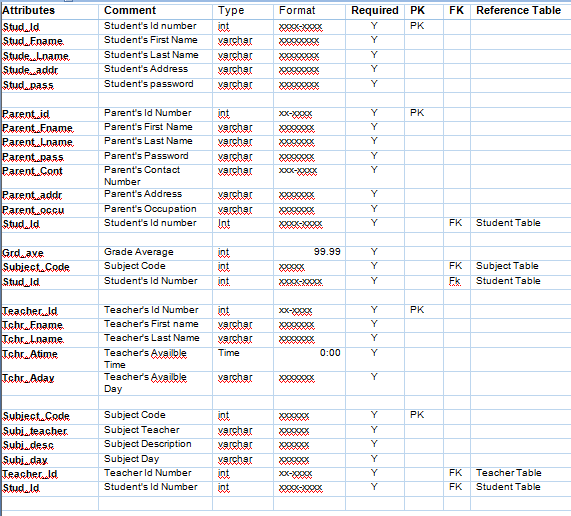 Attributes Comment Type Format Required PK FK Reference Table
Stud_Id Student's Id number int xxxx-xxxx Y PK
Stud_Fname Student's First Name varchar xxxxxxxx Y
Stude_Lname Student's Last Name varchar xxxxxxxx Y
Stude_addr Student's Address varchar xxxxxxxx Y
Stud_pass Student's password varchar xxxxxxxx Y
Parent_id Parent's Id Number int xx-xxxx Y PK
Parent_Fname Parent's First Name varchar xxxxxxx Y
Parent_Lname Parent's Last Name varchar xxxxxxx Y
Parent_pass Parent's Password varchar xxxxxxx Y
Parent_Cont Parent's Contact varchar xxx-xxxx Y
Number
Parent_addr Parent's Address varchar xxxxxxx Y
Parent_occu Parent's Occupation varchar xxxxxxx Y
Stud_Id Student's Id number Int xxxx-xxxx Y FK Student Table
Grd_ave Grade Average int 99.99 Y
Subject_Code Subject Code int xxxxx Y FK Subject Table
Stud_Id Student's Id Number int xxxx-xxxx Y Fk Student Table
Teacher_Id Teacher's Id Number int xx-xxxx Y PK
Tchr_Fname Teacher's First name varchar xxxxxxx Y
Tchr_Lname Teacher's Last Name varchar xxxxxxx Y
Tchr_Atime Teacher's Availble Time 0:00 Y
Time
Tchr_Aday Teacher's Availble varchar xxxxxxx Y
Day
Subject_Code Subject Code int xxxxxx Y PK
Subj_teacher Subject Teacher varchar xxxxxx Y
Subj_desc Subject Description varchar xxxxxx Y
Subj_day Subject Day varchar xxxxxx Y
Teacher_Id Teacher Id Number int xx-xxxx Y FK Teacher Table
Stud_Id Student's Id Number int xxxx-xxxx Y FK Student Table